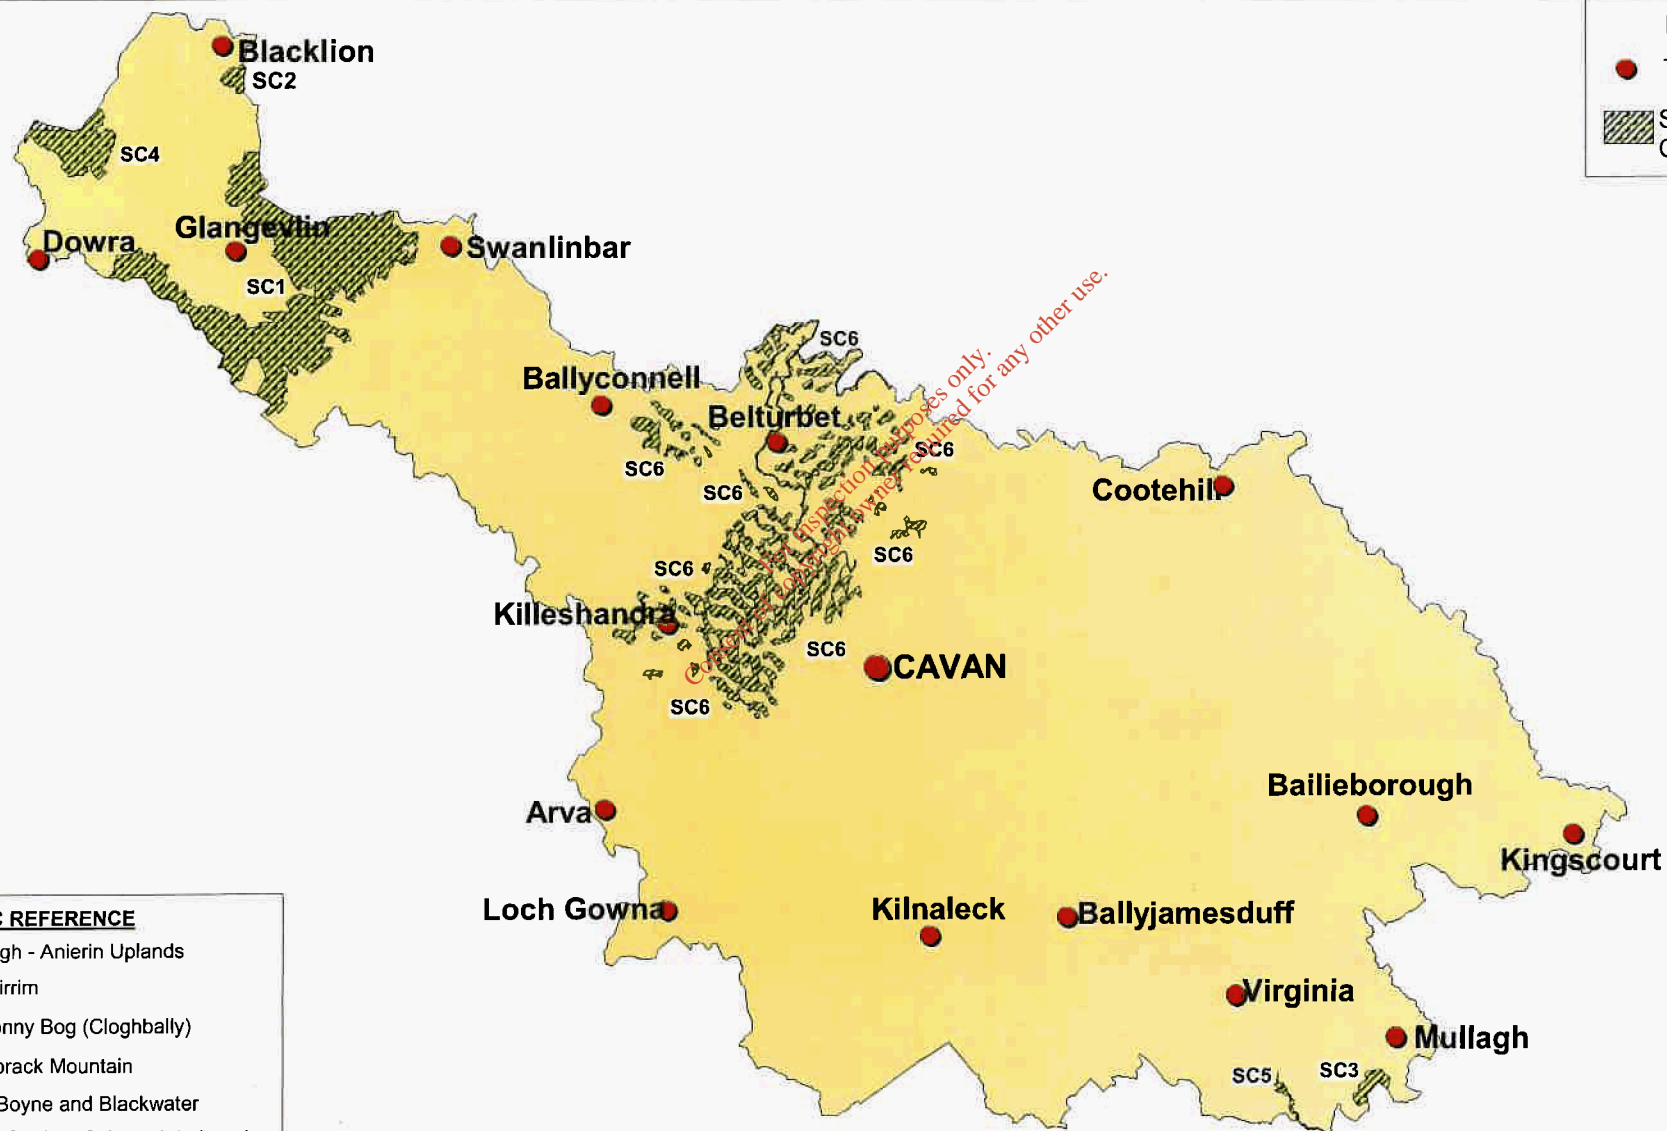 Blacklion
SC2
SC4
Glangevlin
Dowra
Swanlinbar
SC1
SC6
Ballyconnell
Belturbet
SC6
SC6
SC6
Cootehill
SC6
SC6
Killeshandra
SC6
CAVAN
SC6
Bailieborough
Arva
Kingscourt
Loch Gowna
Kilnaleck
Ballyjamesduff
Virginia
Mullagh
SC5
SC3
For inspection purposes only.
Consent of copyright owner required for any other use.
REFERENCE
gh - Anierin Uplands
irrim
nny Bog (Cloghbally)
brack Mountain
Boyne and Blackwater